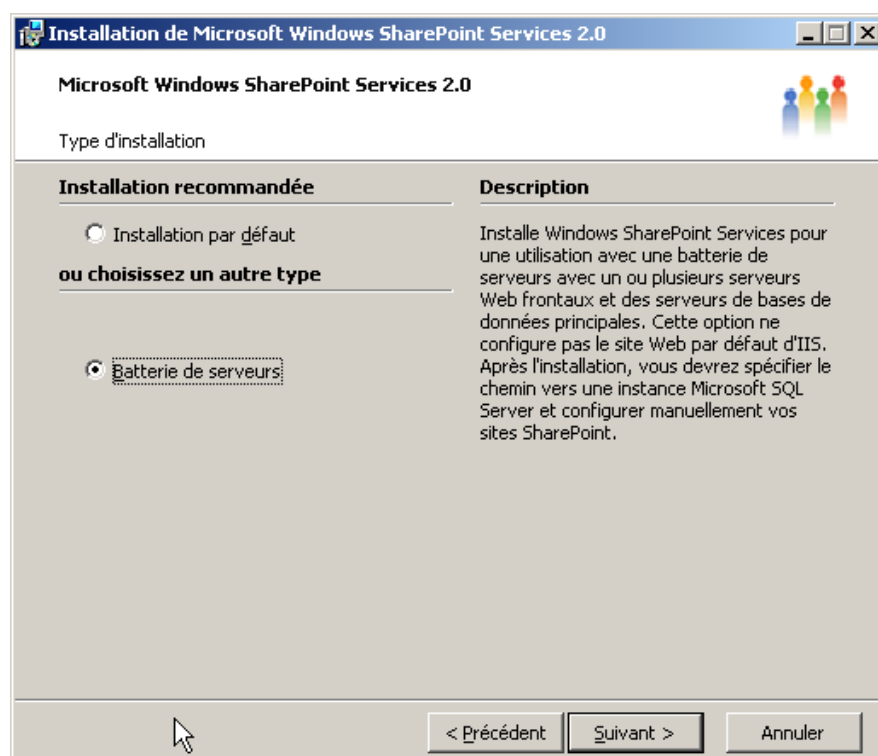 Installation de Microsoft Windows SharePoint Services 2.0
Microsoft Windows SharePoint Services 2.0
Type d'installation
Installation recommandée
Installation par défaut
ou choisissez un autre type
Batterie de serveurs
Description
Installe Windows SharePoint Services pour
une utilisation avec une batterie de
serveurs avec un ou plusieurs serveurs
Web frontaux et des serveurs de bases de
données principales. Cette option ne
configure pas le site Web par défaut d'IIS.
Après l'installation, vous devrez spécifier le
chemin vers une instance Microsoft SQL
Server et configurer manuellement vos
sites SharePoint.
< Précédent
Suivant >
Annuler